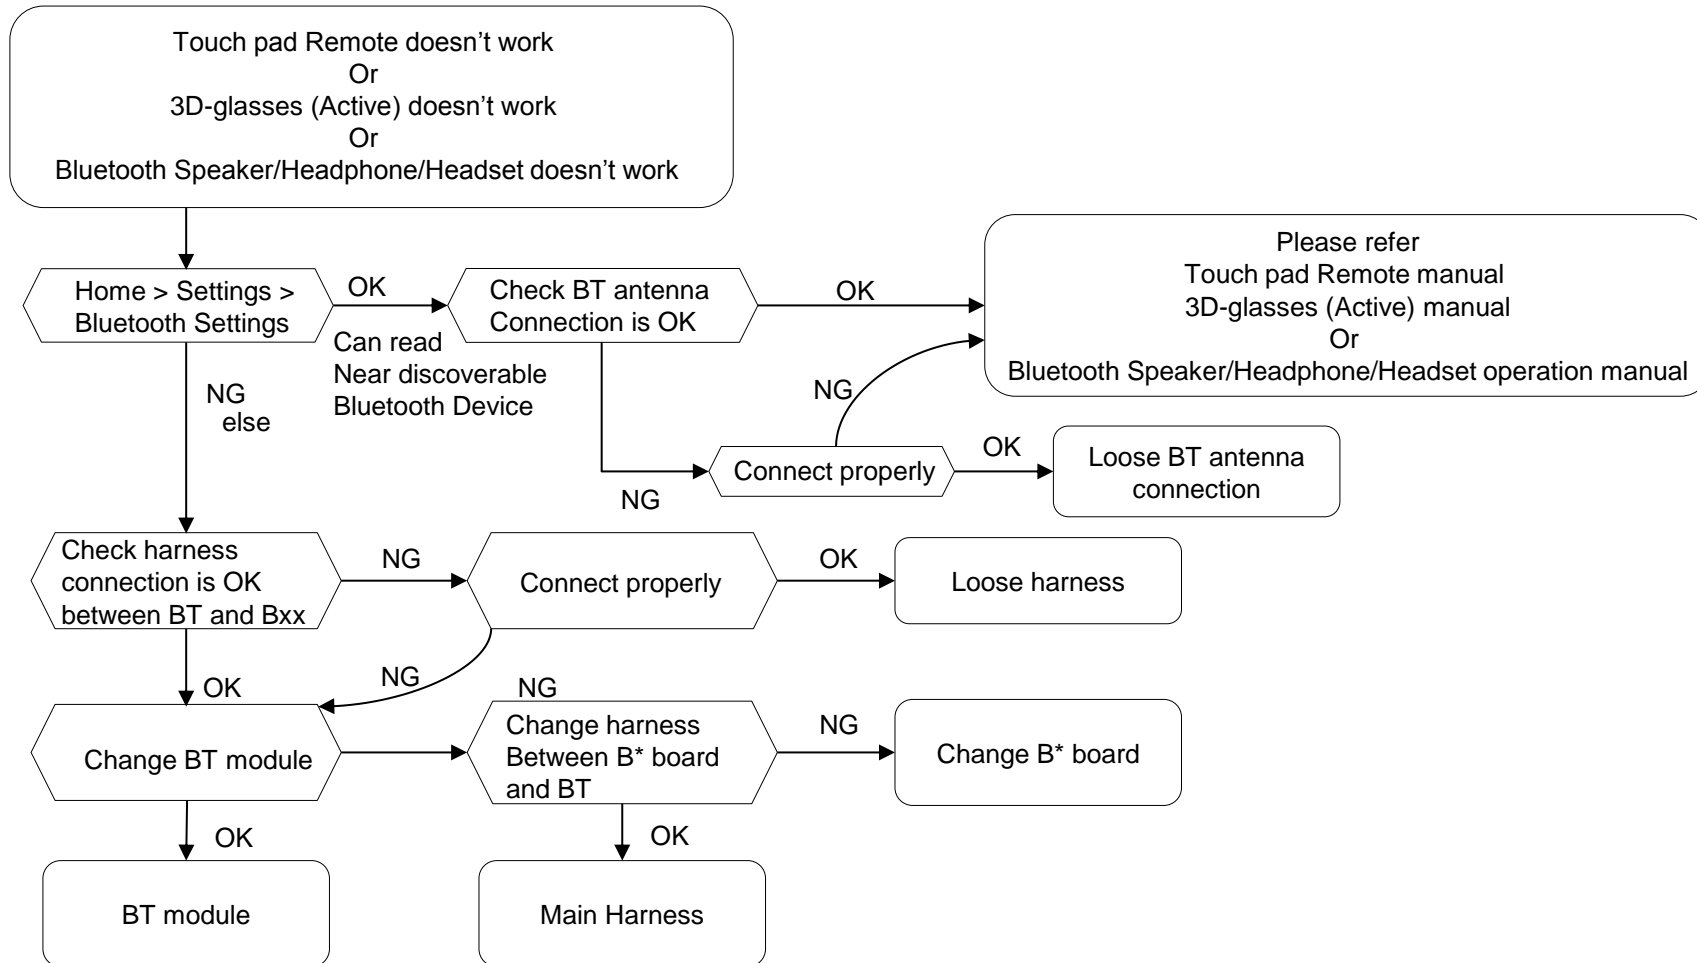 Touch pad Remote doesn’t work
Or
3D-glasses (Active) doesn’t work
Or
Bluetooth Speaker/Headphone/Headset doesn’t work
Home > Settings >
Bluetooth Settings
OK
Can read
Near discoverable
Bluetooth Device
Check BT antenna
Connection is OK
OK
Please refer
Touch pad Remote manual
3D-glasses (Active) manual
Or
Bluetooth Speaker/Headphone/Headset operation manual
NG
else
NG
Connect properly
NG
OK
Loose BT antenna
connection
Check harness
connection is OK
between BT and Bxx
NG
Connect properly
OK
Loose harness
OK
NG
Change BT module
NG
Change harness
Between B* board
and BT
NG
Change B* board
OK
BT module
OK
Main Harness